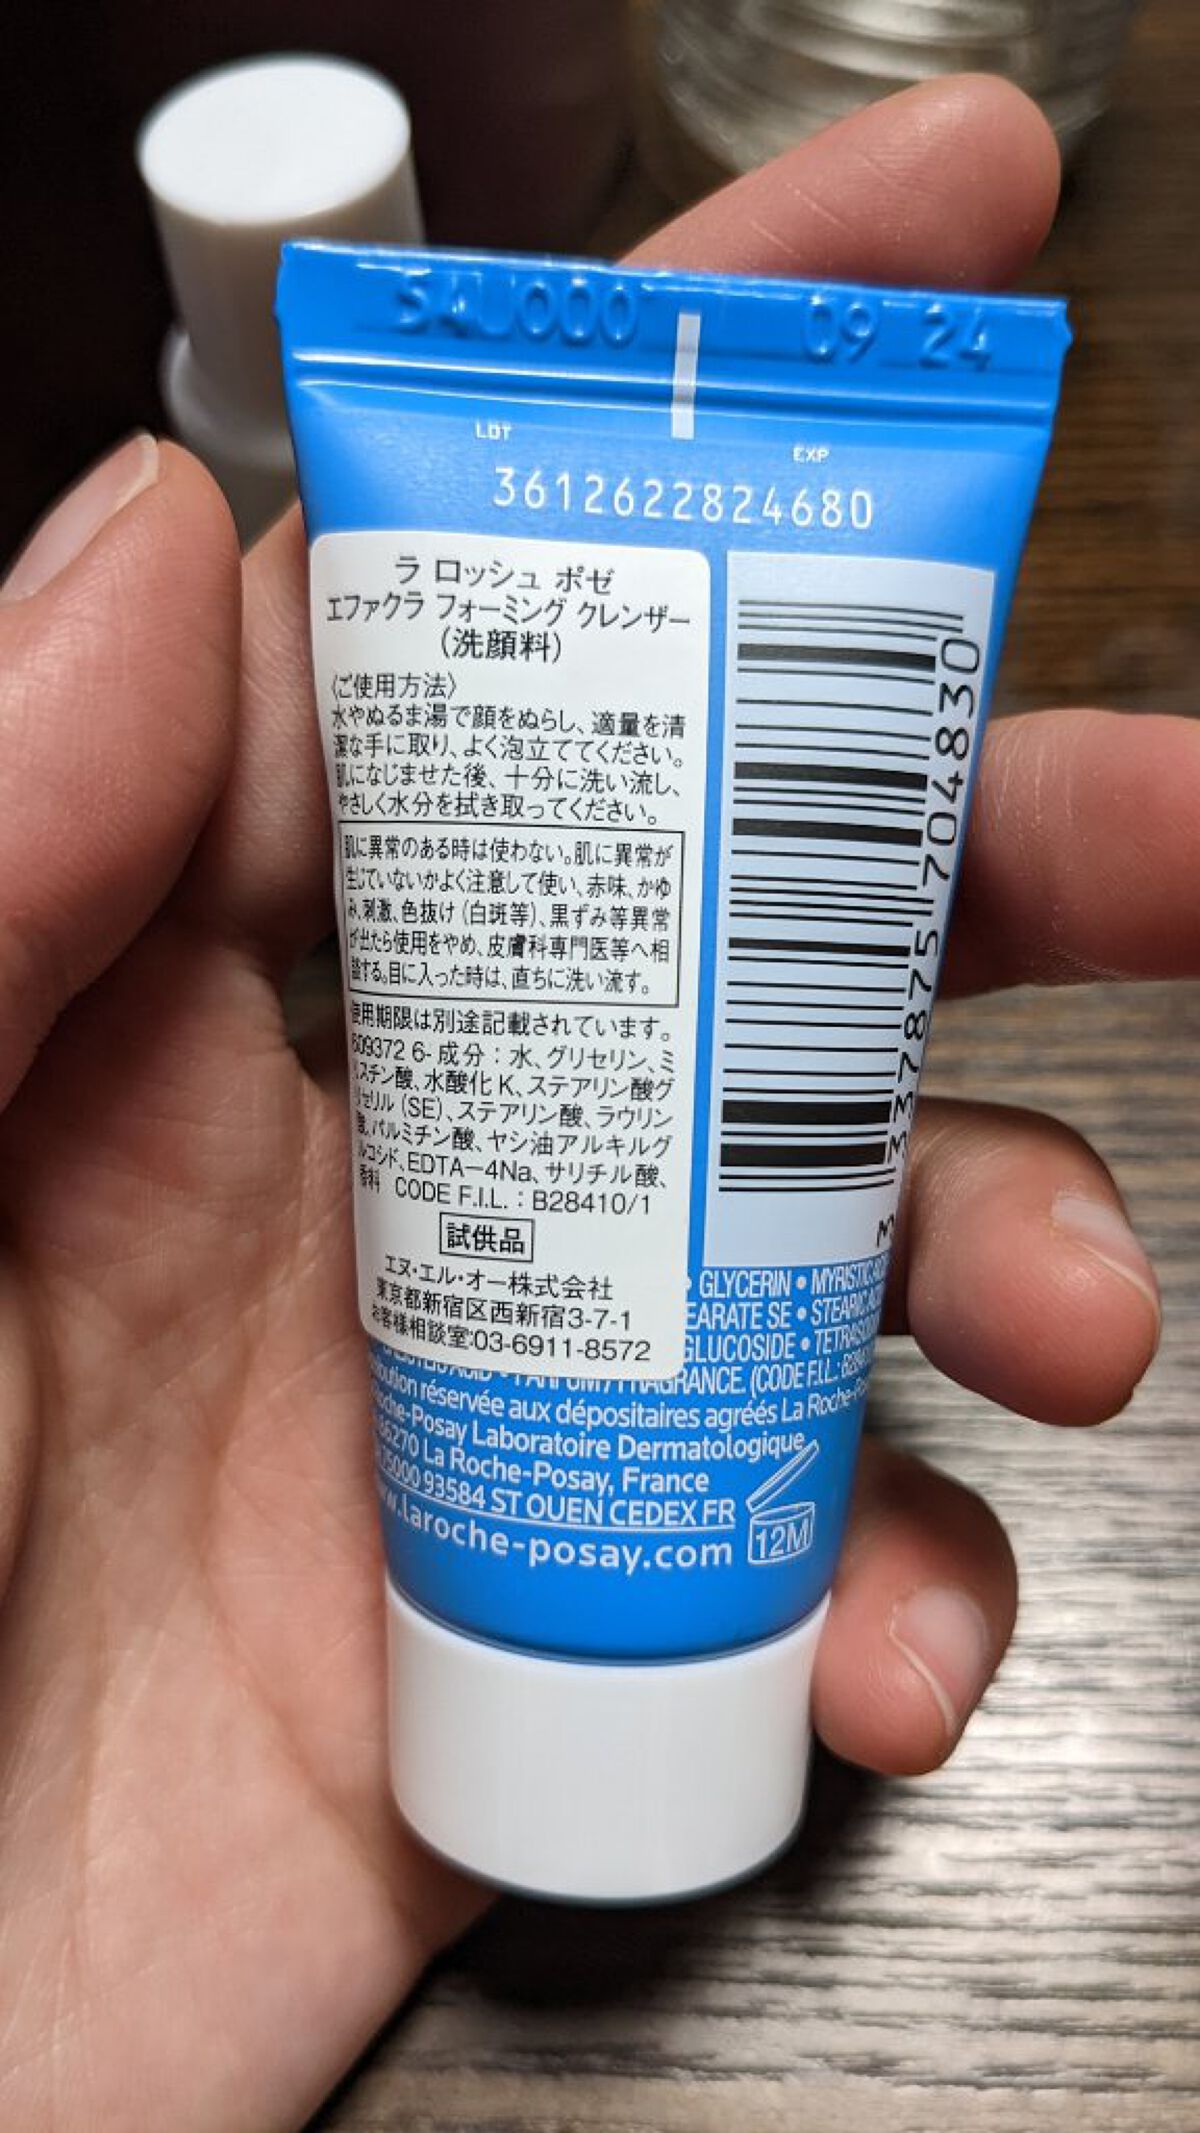 54U000 09 24
LOT EXP
3612622824680
ラ ロッシュ ポゼ
エファクラ フォーミング クレンザー
(洗顔料)
〈ご使用方法〉
水やぬるま湯で顔をぬらし、適量を清
潔な手に取り、よく泡立ててください。
肌になじませた後、十分に洗い流し、
やさしく水分を拭き取ってください。
肌に異常のある時は使わない。肌に異常が
生じていないかよく注意して使い、赤味、かゆ
み、刺激、色抜け(白斑等)、黒ずみ等異常
が出たら使用をやめ、皮膚科専門医等へ相
談する。目に入った時は、直ちに洗い流す。
使用期限は別途記載されています。
609372 6- 成分:水、グリセリン、ミ
リスチン酸、水酸化K、ステアリン酸グ
リセリル(SE)、ステアリン酸、ラウリン
酸、パルミチン酸、ヤシ油アルキルグ
ルコシド、EDTA-4Na、サリチル酸、
香料 CODE F.I.L.:B28410/1
試供品
エヌ・エル・オー株式会社
東京都新宿区西新宿3-7-1
お客様相談室:03-6911-8572
3378757048 30
• GLYCERIN • MYRISTIC
STEARATE SE • STEARIC
GLUCOSIDE •
PARFUM / FRAGRANCE. (CODE F.I.L.:
réservée aux dépositaires agréés La Roche-
Roche-Posay Laboratoire Dermatologique
86270 La Roche-Posay, France
75000 93584 ST OUEN CEDEX FR
www.laroche-posay.com
12M